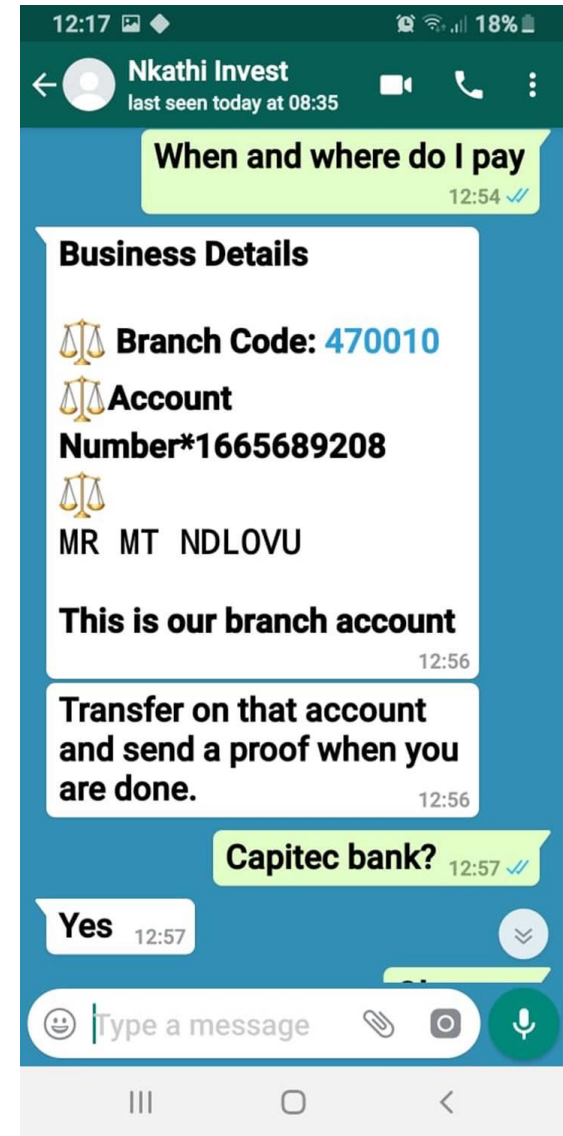 12:17 18%
Nkathi Invest
last seen today at 08:35
When and where do I pay
12:54
Business Details
Branch Code: 470010
Account
Number*1665689208
MR MT NDLOVU
This is our branch account
12:56
Transfer on that account
and send a proof when you
are done.
12:56
Capitec bank? 12:57
Yes 12:57
Type a message